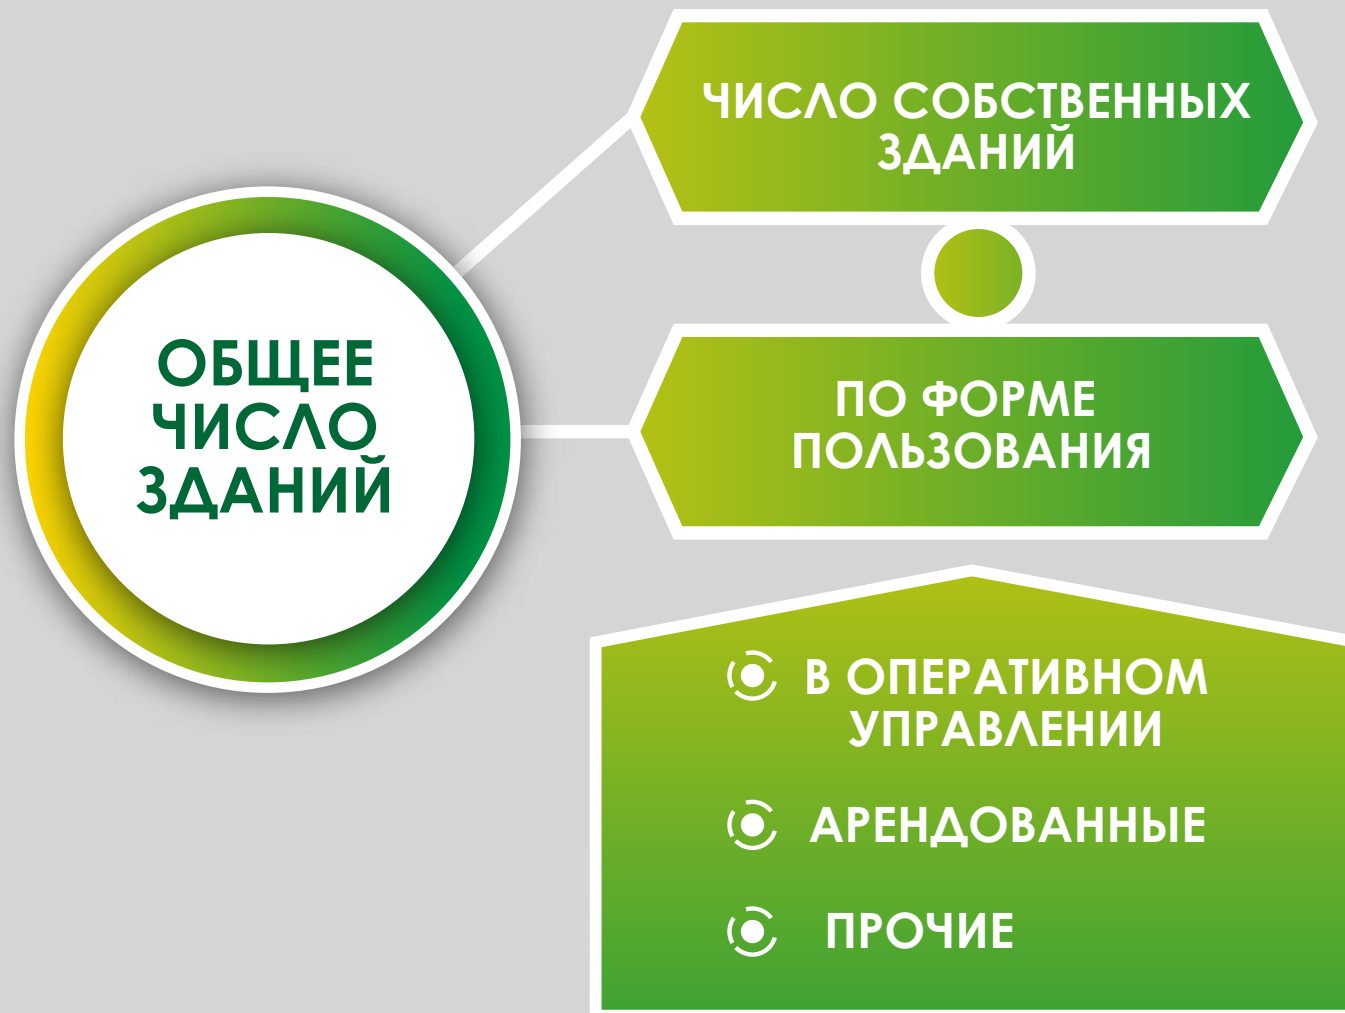 ЧИСЛО СОБСТВЕННЫХ
ЗДАНИЙ
ОБЩЕЕ
ЧИСЛО
ЗДАНИЙ
ПО ФОРМЕ
ПОЛЬЗОВАНИЯ
В ОПЕРАТИВНОМ
УПРАВЛЕНИИ
АРЕНДОВАННЫЕ
ПРОЧИЕ